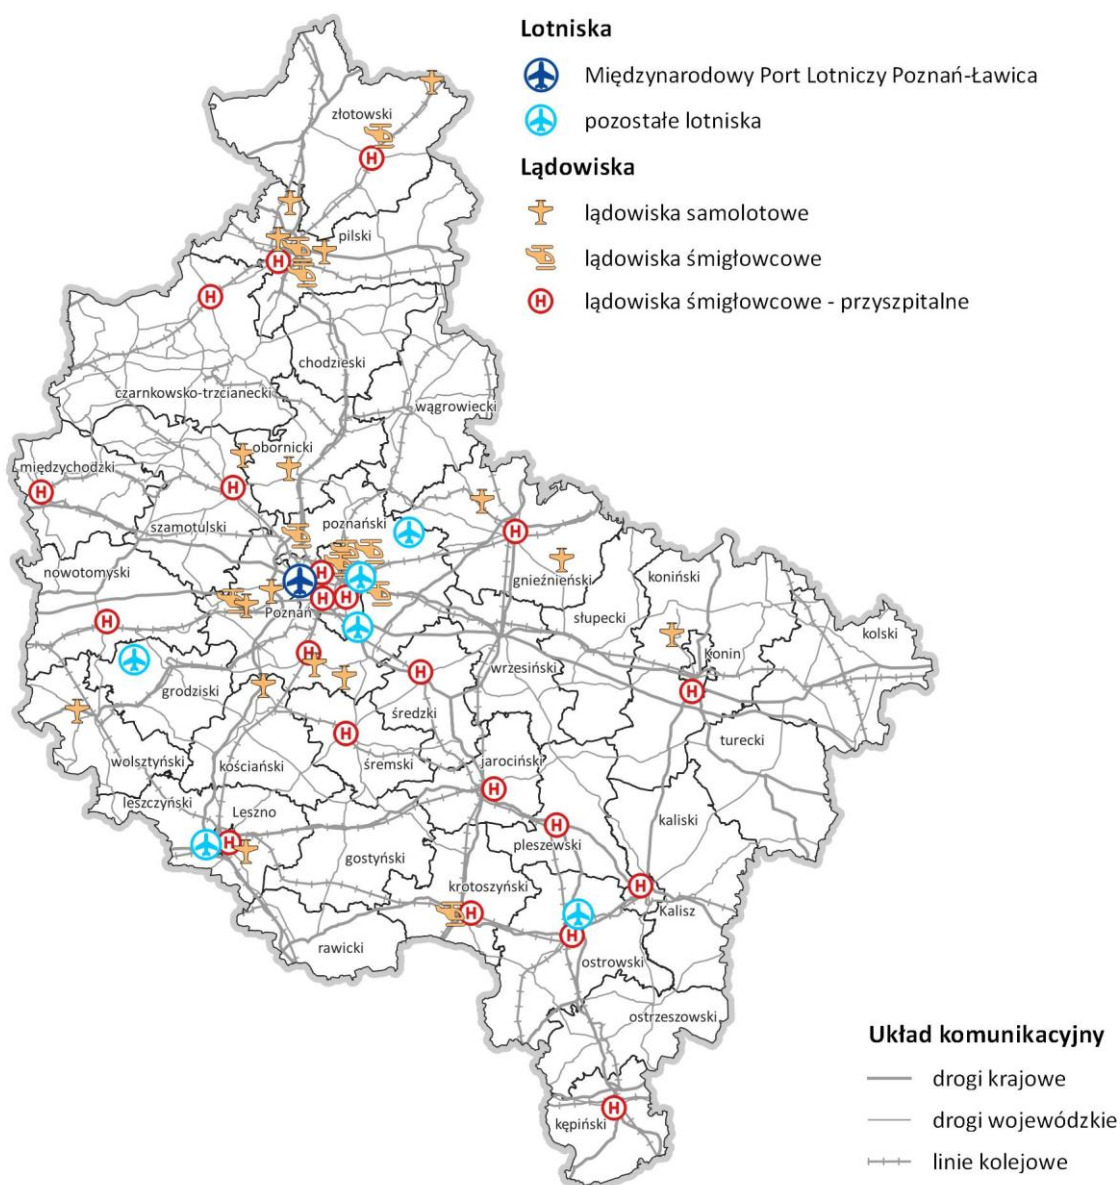 Lotniska
Międzynarodowy Port Lotniczy Poznań-Ławica
pozostałe lotniska
Lądowiska
lądowiska samolotowe
lądowiska śmigłowcowe
H lądowiska śmigłowcowe - przyszpitalne
złotowski
H
pilski
H
H
chodzieski
czarnkowsko-trzcianecki
wągrowiecki
obornicki
międzychodzki
H
H
szamotulski
poznański
H
nowotomyski
gnieźnieński
koniński
H
H
H
Poznań
słupecki
H
kolski
H
wrzesiński
Konin
H
grodziski
H
średzki
turecki
H
wolsztyński
kościański
śremski
jarociński
leszczyński
Leszno
H
kaliski
H
H
pleszewski
gostyński
krotoszyński
H
Kalisz
H
H
rawicki
ostrowski
ostrzeszowski
H
kępiński
Układ komunikacyjny
drogi krajowe
drogi wojewódzkie
linie kolejowe